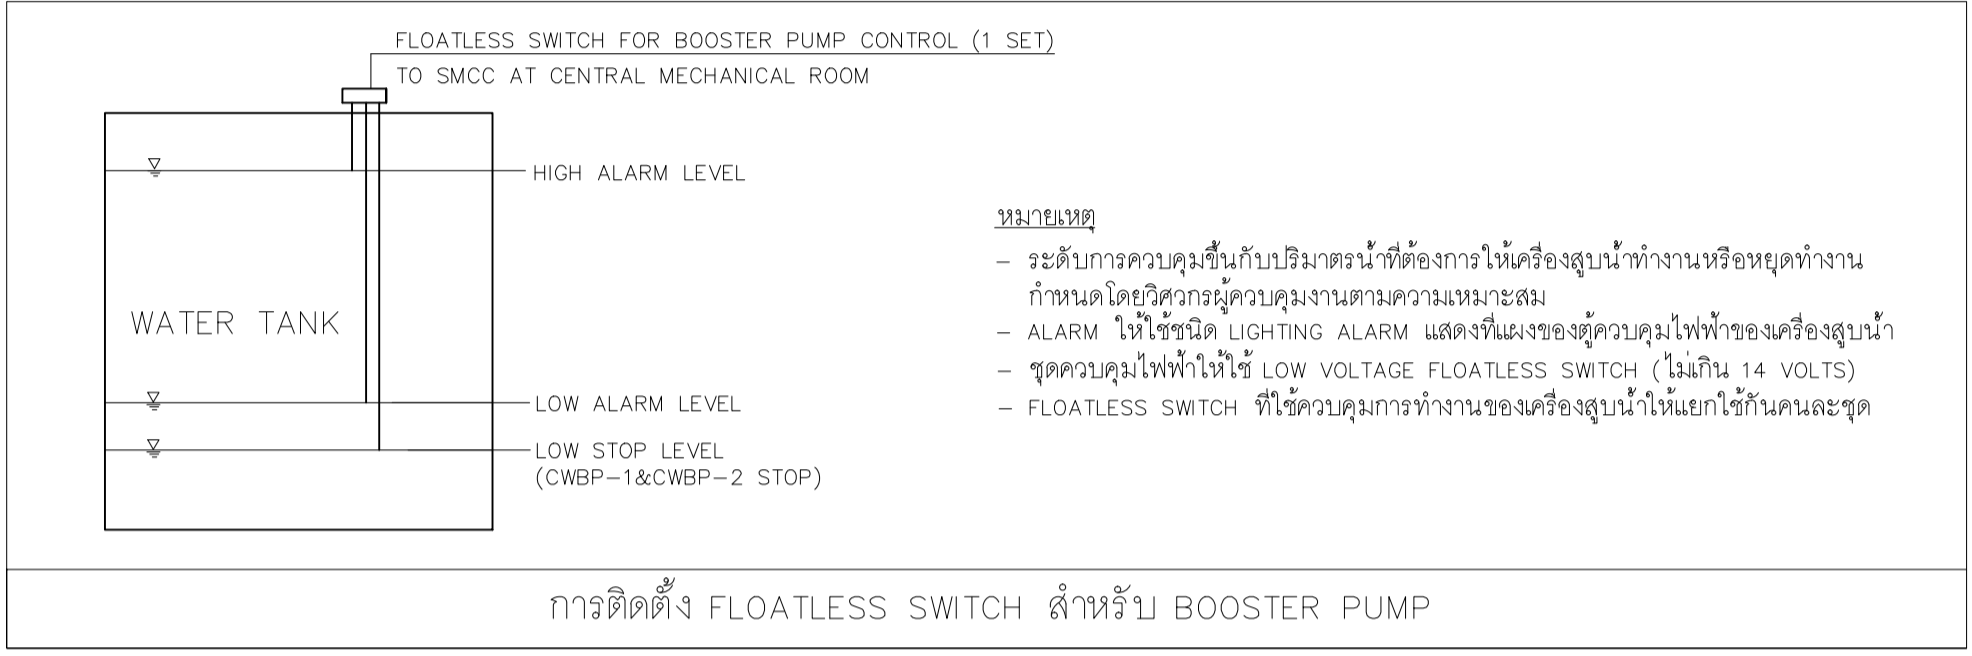 FLOATLESS SWITCH FOR BOOSTER PUMP CONTROL (1 SET)
TO SMCC AT CENTRAL MECHANICAL ROOM
HIGH ALARM LEVEL
WATER TANK
LOW ALARM LEVEL
LOW STOP LEVEL
(CWBP-1&CWBP-2 STOP)
หมายเหตุ
- ระดับการควบคุมขึ้นกับปริมาตรน้ำที่ต้องการให้เครื่องสูบน้ำทำงานหรือหยุดทำงาน
กำหนดโดยวิศวกรผู้ควบคุมงานตามความเหมาะสม
- ALARM ให้ใช้ชนิด LIGHTING ALARM แสดงที่แผงของตู้ควบคุมไฟฟ้าของเครื่องสูบน้ำ
- ชุดควบคุมไฟฟ้าให้ใช้ LOW VOLTAGE FLOATLESS SWITCH (ไม่เกิน 14 VOLTS)
- FLOATLESS SWITCH ที่ใช้ควบคุมการทำงานของเครื่องสูบน้ำให้แยกใช้กันคนละชุด
การติดตั้ง FLOATLESS SWITCH สำหรับ BOOSTER PUMP